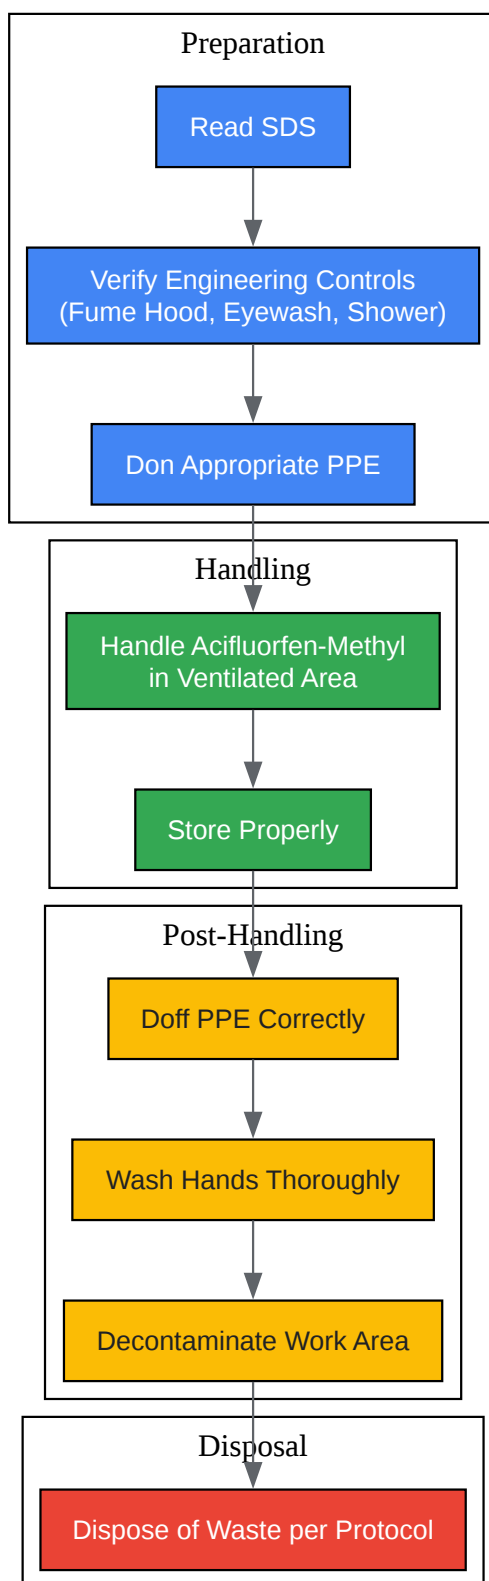 Preparation
Read SDS
Verify Engineering Controls
(Fume Hood, Eyewash, Shower)
Don Appropriate PPE
Handling
Handle Acifluorfen-Methyl
in Ventilated Area
Store Properly
Post-Handling
Doff PPE Correctly
Wash Hands Thoroughly
Decontaminate Work Area
Disposal
Dispose of Waste per Protocol